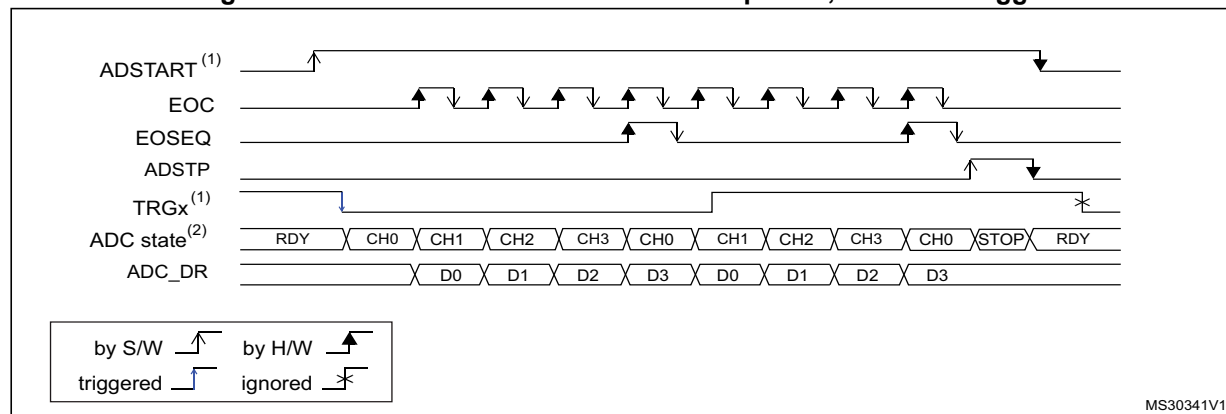 ADSTART(1)
EOC
EOSEQ
ADSTP
TRGx(1)
ADC state(2) RDY CH0 CH1 CH2 CH3 CH0 CH1 CH2 CH3 CH0 STOP RDY
ADC_DR D0 D1 D2 D3 D0 D1 D2 D3
by S/W by H/W
triggered ignored
MS30341V1